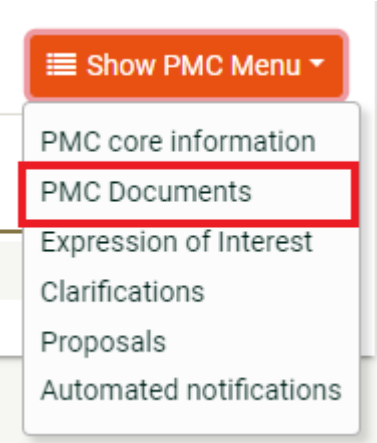 Show PMC Menu
PMC core information
PMC Documents
Expression of Interest
Clarifications
Proposals
Automated notifications